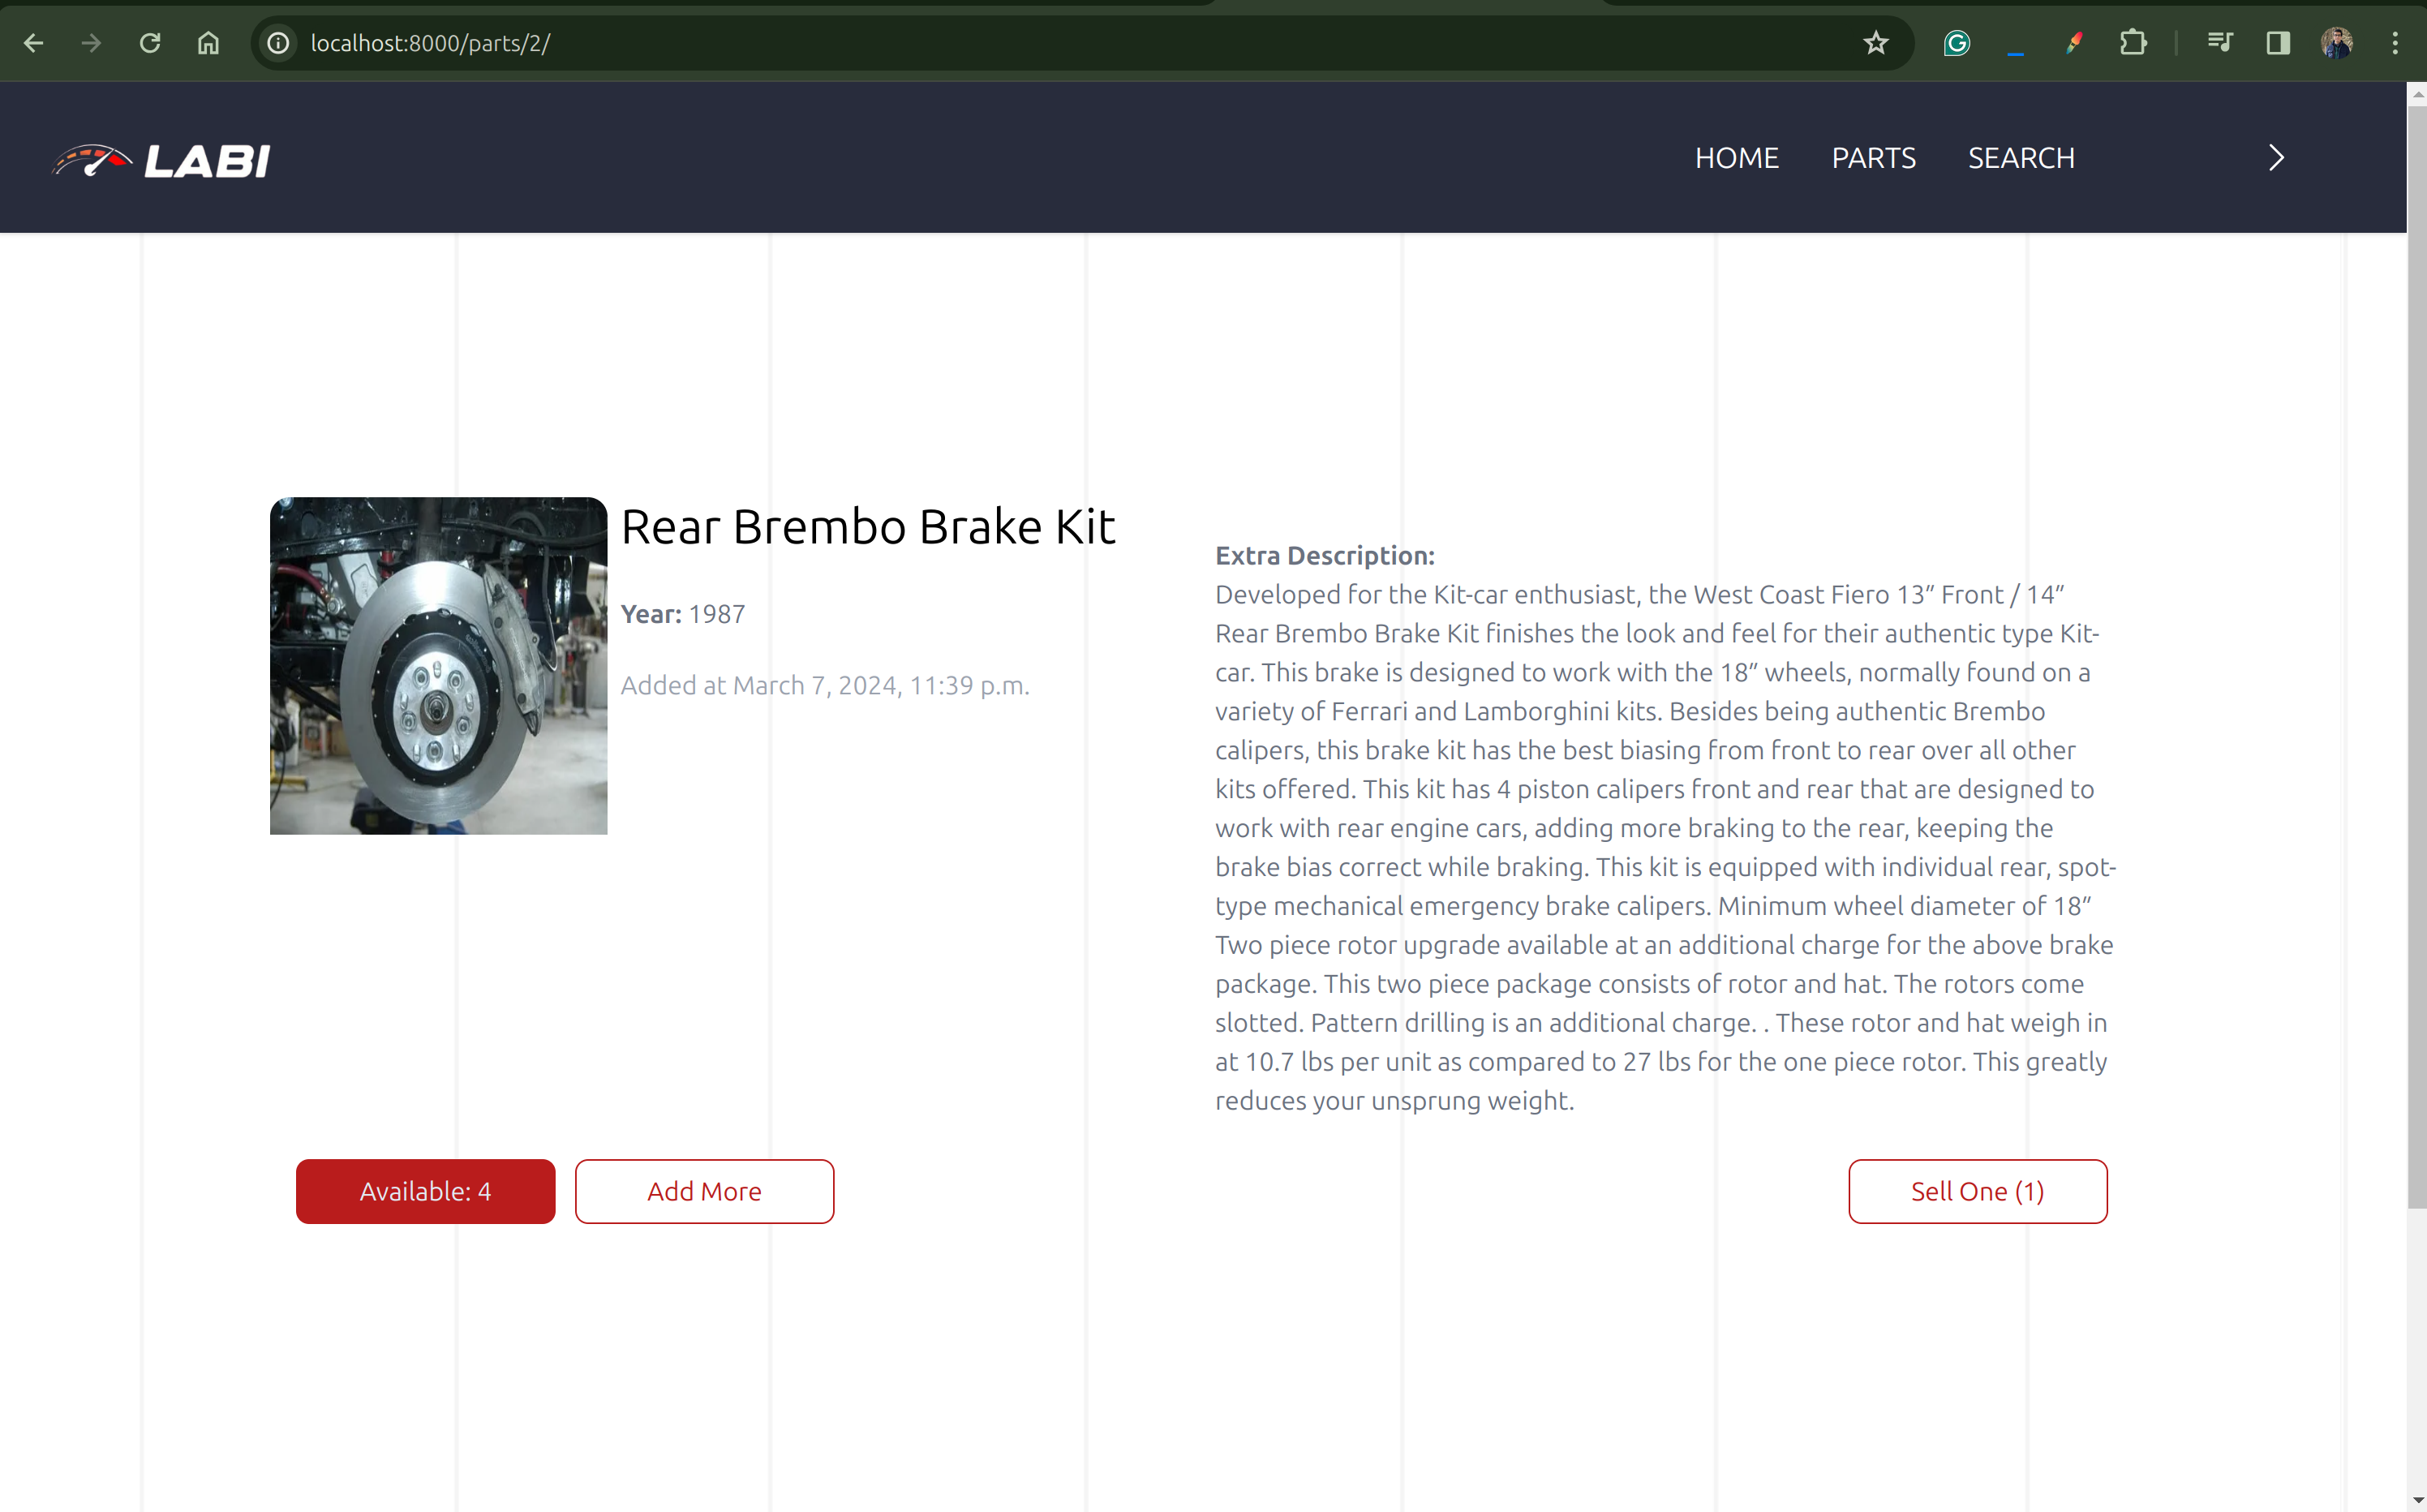 localhost:8000/parts/2/
LABI
HOME PARTS SEARCH
Rear Brembo Brake Kit
Year: 1987
Added at March 7, 2024, 11:39 p.m.
Extra Description:
Developed for the Kit-car enthusiast, the West Coast Fiero 13” Front / 14”
Rear Brembo Brake Kit finishes the look and feel for their authentic type Kit-
car. This brake is designed to work with the 18” wheels, normally found on a
variety of Ferrari and Lamborghini kits. Besides being authentic Brembo
calipers, this brake kit has the best biasing from front to rear over all other
kits offered. This kit has 4 piston calipers front and rear that are designed to
work with rear engine cars, adding more braking to the rear, keeping the
brake bias correct while braking. This kit is equipped with individual rear, spot-
type mechanical emergency brake calipers. Minimum wheel diameter of 18”
Two piece rotor upgrade available at an additional charge for the above brake
package. This two piece package consists of rotor and hat. The rotors come
slotted. Pattern drilling is an additional charge. . These rotor and hat weigh in
at 10.7 lbs per unit as compared to 27 lbs for the one piece rotor. This greatly
reduces your unsprung weight.
Available: 4
Add More
Sell One (1)